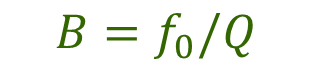 B = f₀/Q